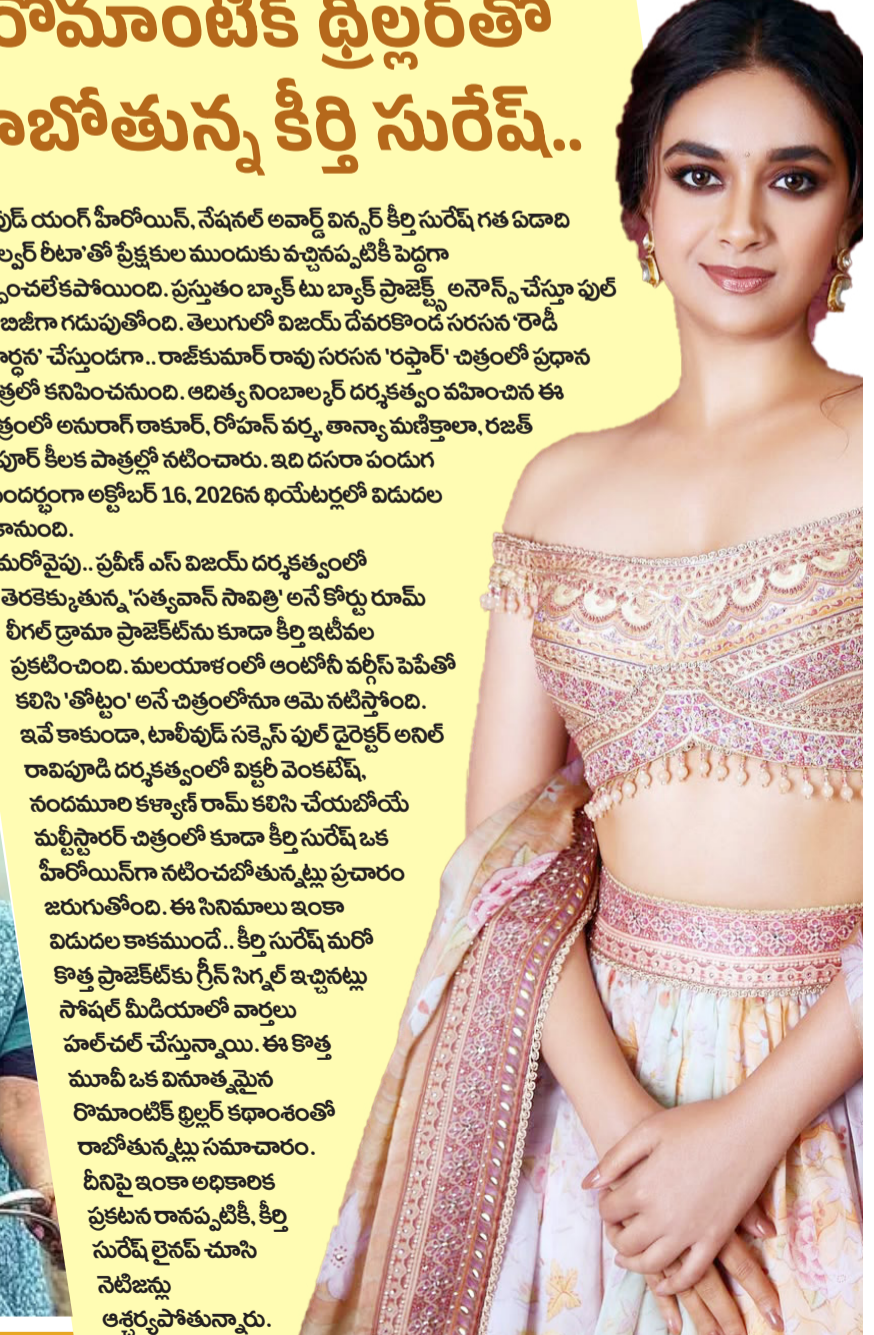 రొమాంటిక్ థ్రిల్లర్‌తో
రాబోతున్న కీర్తి సురేష్..
వుడ్ యంగ్ హీరోయిన్, నేషనల్ అవార్డ్ విన్నర్ కీర్తి సురేష్ గత ఏడాది
ల్వర్ రీటా'తో ప్రేక్షకుల ముందుకు వచ్చినప్పటికీ పెద్దగా
పించలేకపోయింది. ప్రస్తుతం బ్యాక్ టు బ్యాక్ ప్రాజెక్ట్స్ అనౌన్స్ చేస్తూ ఫుల్
బిజీగా గడుపుతోంది. తెలుగులో విజయ్ దేవరకొండ సరసన 'రౌడీ
ార్ధన' చేస్తుండగా.. రాజ్‌కుమార్ రావు సరసన 'రఫ్తార్' చిత్రంలో ప్రధాన
త్రలో కనిపించనుంది. ఆదిత్య నింబాల్కర్ దర్శకత్వం వహించిన ఈ
త్రంలో అనురాగ్ ఠాకూర్, రోహన్ వర్మ, తాన్యా మణిక్తాలా, రజత్
పూర్ కీలక పాత్రల్లో నటించారు. ఇది దసరా పండుగ
ందర్భంగా అక్టోబర్ 16, 2026న థియేటర్లలో విడుదల
కానుంది.
మరోవైపు.. ప్రవీణ్ ఎస్ విజయ్ దర్శకత్వంలో
తెరకెక్కుతున్న 'సత్యవాన్ సావిత్రి' అనే కోర్టు రూమ్
లీగల్ డ్రామా ప్రాజెక్ట్‌ను కూడా కీర్తి ఇటీవల
ప్రకటించింది. మలయాళంలో ఆంటోనీ వర్గీస్ పెపేతో
కలిసి 'తోట్టం' అనే చిత్రంలోనూ ఆమె నటిస్తోంది.
ఇవే కాకుండా, టాలీవుడ్ సక్సెస్ ఫుల్ డైరెక్టర్ అనిల్
రావిపూడి దర్శకత్వంలో విక్టరీ వెంకటేష్,
నందమూరి కళ్యాణ్ రామ్ కలిసి చేయబోయే
మల్టీస్టారర్ చిత్రంలో కూడా కీర్తి సురేష్ ఒక
హీరోయిన్‌గా నటించబోతున్నట్లు ప్రచారం
జరుగుతోంది. ఈ సినిమాలు ఇంకా
విడుదల కాకముందే.. కీర్తి సురేష్ మరో
కొత్త ప్రాజెక్ట్‌కు గ్రీన్ సిగ్నల్ ఇచ్చినట్లు
సోషల్ మీడియాలో వార్తలు
హల్‌చల్ చేస్తున్నాయి. ఈ కొత్త
మూవీ ఒక వినూత్నమైన
రొమాంటిక్ థ్రిల్లర్ కథాంశంతో
రాబోతున్నట్లు సమాచారం.
దీనిపై ఇంకా అధికారిక
ప్రకటన రానప్పటికీ, కీర్తి
సురేష్ లైనప్ చూసి
నెటిజన్లు
ఆశ్చర్యపోతున్నారు.